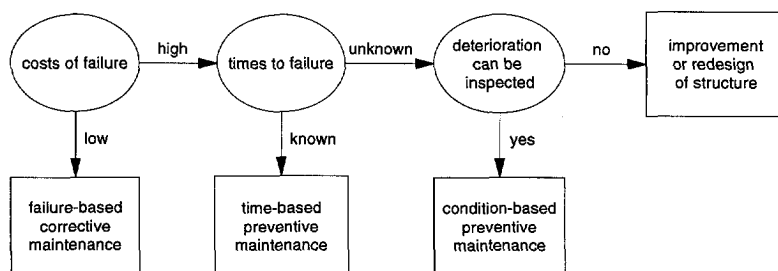 costs of failure
high
times to failure
unknown
deterioration
can be
inspected
no
improvement
or redesign
of structure
low
known
yes
failure-based
corrective
maintenance
time-based
preventive
maintenance
condition-based
preventive
maintenance